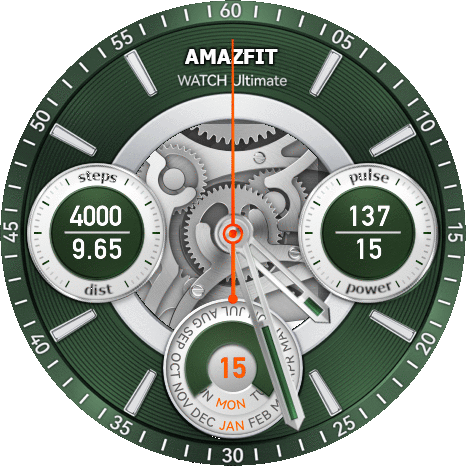 60
55
05
50
10
45
15
40
20
35
25
30
AMAZFIT
WATCH Ultimate
steps
4000
9.65
dist
pulse
137
15
power
JUL AUG SEP OCT NOV DEC JAN FEB
15
MON